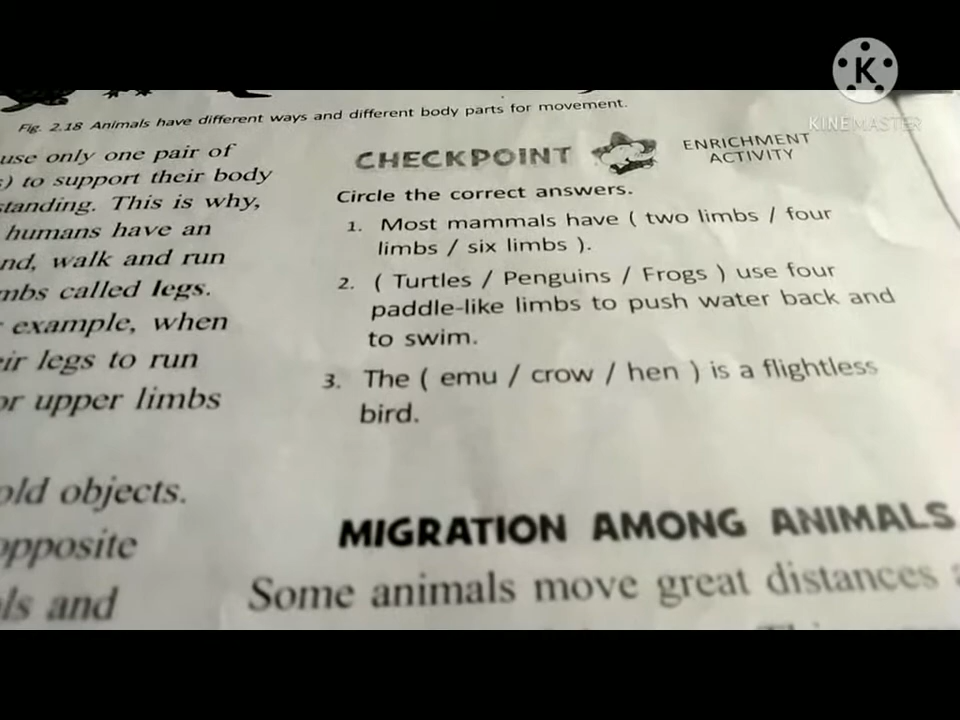 K
KINEMASTER
Fig. 2.18 Animals have different ways and different body parts for movement.
use only one pair of
) to support their body
standing. This is why,
humans have an
nd, walk and run
mbs called legs.
example, when
eir legs to run
or upper limbs
old objects.
opposite
ls and
CHECKPOINT
ENRICHMENT
ACTIVITY
Circle the correct answers.
1. Most mammals have ( two limbs / four
limbs / six limbs ).
2. ( Turtles / Penguins / Frogs ) use four
paddle-like limbs to push water back and
to swim.
3. The ( emu / crow / hen ) is a flightless
bird.
MIGRATION AMONG ANIMALS
Some animals move great distances